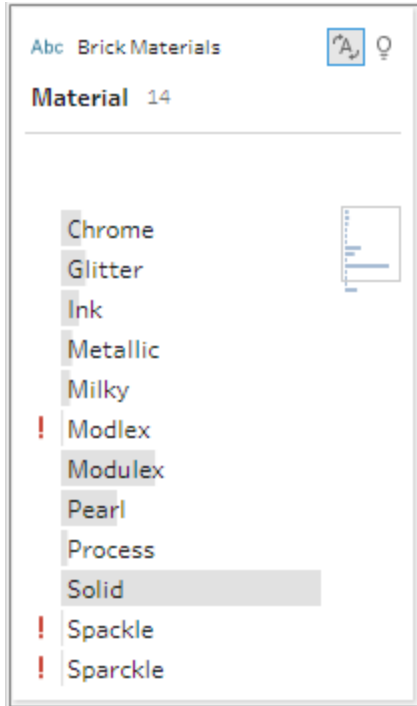 Abc Brick Materials
Material 14
Chrome
Glitter
Ink
Metallic
Milky
! Modlex
Modulex
Pearl
Process
Solid
! Spackle
! Sparckle